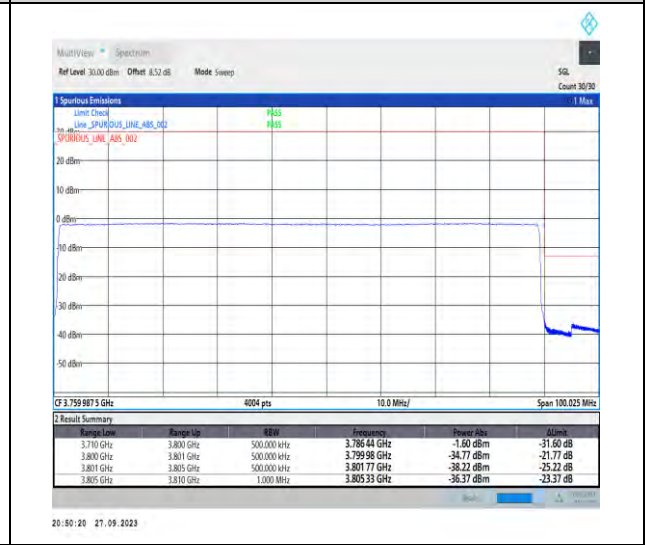 MultiView Spectrum
Ref Level 30.00 dBm Offset 8.52 dB Mode Sweep SGL
Count 30/30
1 Spurious Emissions 1 Max
Limit Check PASS
Line _SPURIOUS_LINE_ABS_002 PASS
_SPURIOUS_LINE_ABS_002
20 dBm
10 dBm
0 dBm
-10 dBm
-20 dBm
-30 dBm
-40 dBm
-50 dBm
CF 3.759 987 5 GHz 4004 pts 10.0 MHz/ Span 100.025 MHz
2 Result Summary
Range Low Range Up RBW Frequency Power Abs ΔLimit
3.710 GHz 3.800 GHz 500.000 kHz 3.786 44 GHz -1.60 dBm -31.60 dB
3.800 GHz 3.801 GHz 500.000 kHz 3.799 98 GHz -34.77 dBm -21.77 dB
3.801 GHz 3.805 GHz 500.000 kHz 3.801 77 GHz -38.22 dBm -25.22 dB
3.805 GHz 3.810 GHz 1.000 MHz 3.805 33 GHz -36.37 dBm -23.37 dB
20:50:20 27.09.2023